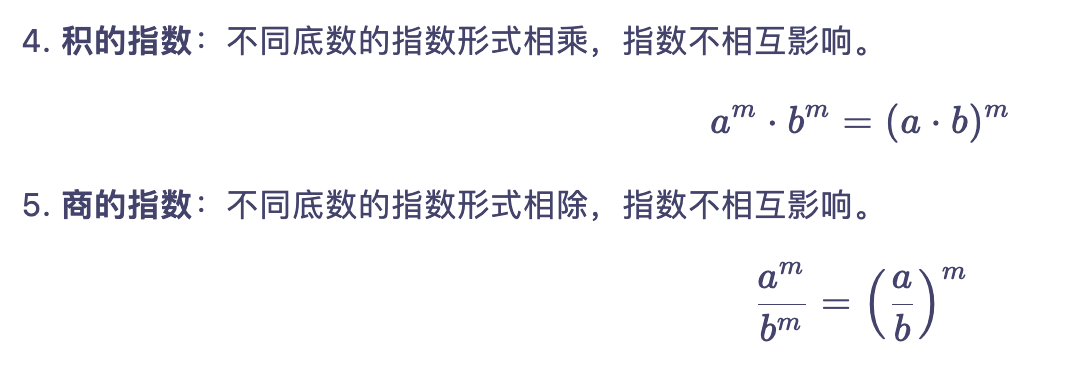 4. 积的指数：不同底数的指数形式相乘，指数不相互影响。
a^m · b^m = (a · b)^m
5. 商的指数：不同底数的指数形式相除，指数不相互影响。
\frac{a^m}{b^m} = \left(\frac{a}{b}\right)^m